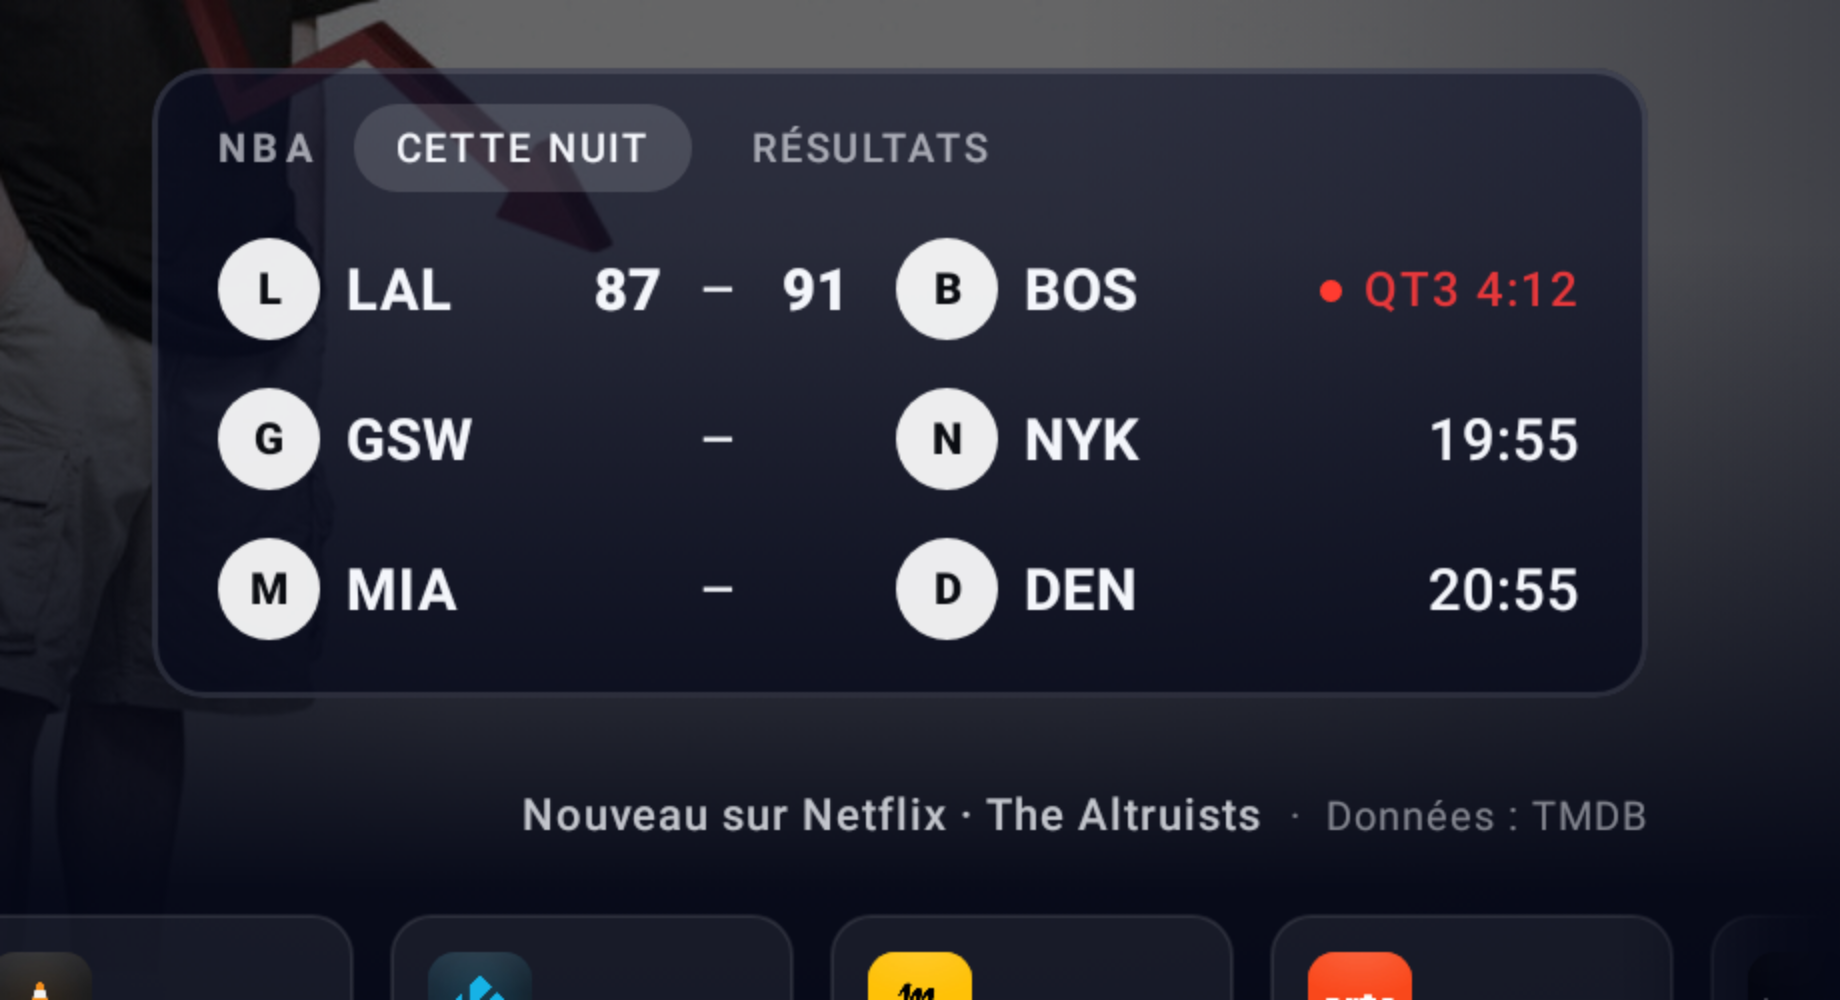 NBA CETTE NUIT RÉSULTATS
L LAL 87 – 91 B BOS • QT3 4:12
G GSW – N NYK 19:55
M MIA – D DEN 20:55
Nouveau sur Netflix · The Altruists · Données : TMDB